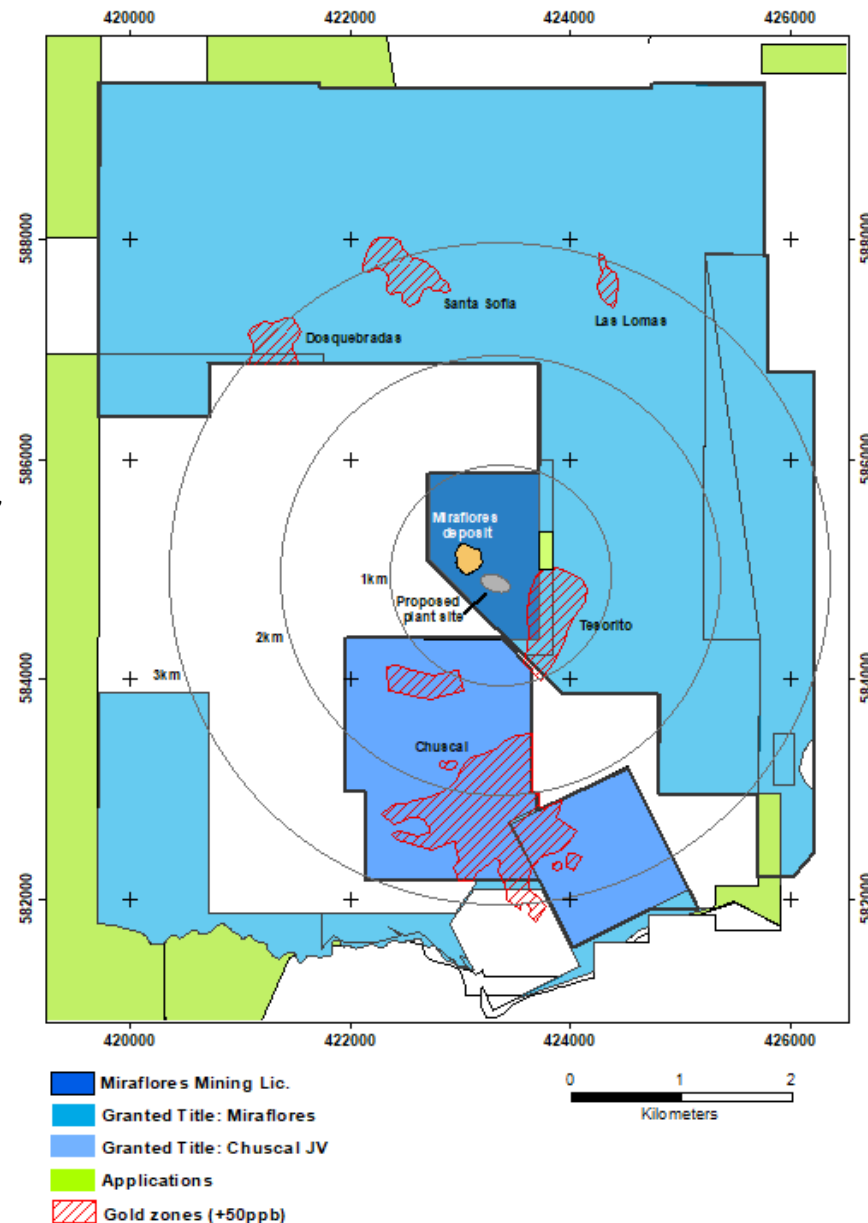 420000 422000 424000 426000
588000 588000
Santa Sofia
Las Lomas
Dosquebradas
586000 586000
Miraflores
deposit
1km
Proposed
plant site
Tesorito
2km
584000 584000
3km
Chuscal
582000 582000
420000 422000 424000 426000
Miraflores Mining Lic.
Granted Title: Miraflores
Granted Title: Chuscal JV
Applications
Gold zones (+50ppb)
0 1 2
Kilometers